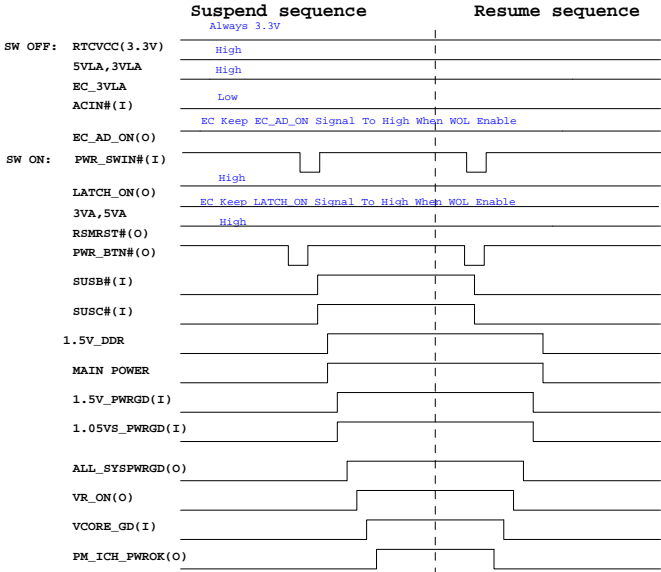 Suspend sequence Resume sequence
Always 3.3V
SW OFF: RTCVCC(3.3V)
High
5VLA,3VLA
High
EC_3VLA
Low
ACIN#(I)
EC Keep EC_AD_ON Signal To High When WOL Enable
EC_AD_ON(O)
SW ON: PWR_SWIN#(I)
High
LATCH_ON(O)
EC Keep LATCH_ON Signal To High When WOL Enable
3VA,5VA
High
RSMRST#(O)
PWR_BTN#(O)
SUSB#(I)
SUSC#(I)
1.5V_DDR
MAIN POWER
1.5V_PWRGD(I)
1.05VS_PWRGD(I)
ALL_SYSPWRGD(O)
VR_ON(O)
VCORE_GD(I)
PM_ICH_PWROK(O)